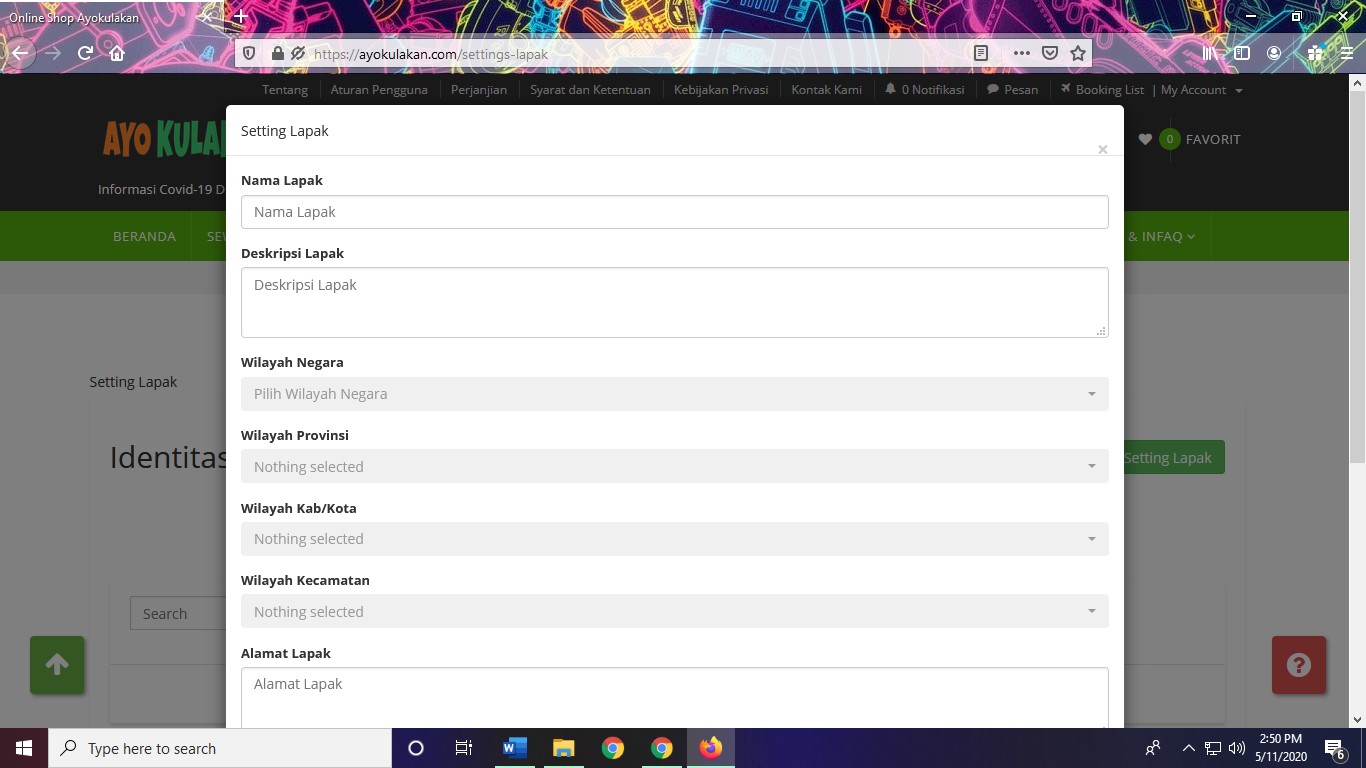 Online Shop Ayokulakan
https://ayokulakan.com/settings-lapak
Tentang Aturan Pengguna Perjanjian Syarat dan Ketentuan Kebijakan Privasi Kontak Kami 0 Notifikasi Pesan Booking List | My Account
Setting Lapak
×
AYO KULA
0 FAVORIT
Informasi Covid-19 D
BERANDA
& INFAQ
Nama Lapak
Nama Lapak
Deskripsi Lapak
Deskripsi Lapak
Wilayah Negara
Pilih Wilayah Negara
Setting Lapak
Wilayah Provinsi
Identitas
Nothing selected
Setting Lapak
Wilayah Kab/Kota
Nothing selected
Wilayah Kecamatan
Nothing selected
Search
Alamat Lapak
Alamat Lapak
?
Type here to search
2:50 PM
5/11/2020
6